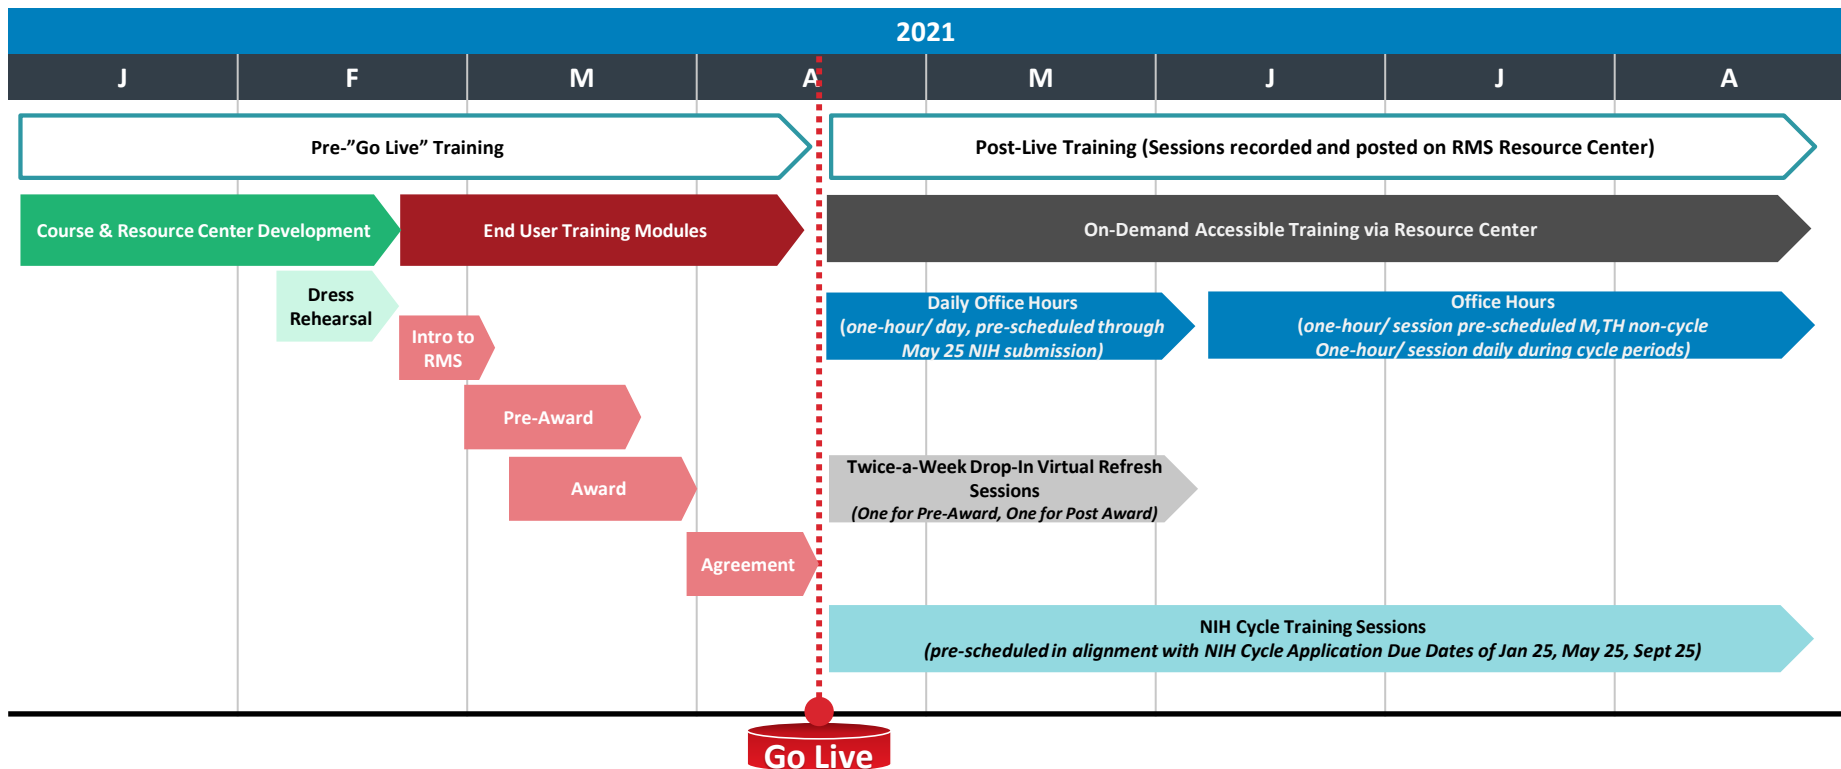 2021
J F M A M J J A
Pre-”Go Live” Training
Post-Live Training (Sessions recorded and posted on RMS Resource Center)
Course & Resource Center Development
End User Training Modules
On-Demand Accessible Training via Resource Center
Dress
Rehearsal
Daily Office Hours
(one-hour/ day, pre-scheduled through
May 25 NIH submission)
Office Hours
(one-hour/ session pre-scheduled M,TH non-cycle
One-hour/ session daily during cycle periods)
Intro to
RMS
Pre-Award
Award
Twice-a-Week Drop-In Virtual Refresh
Sessions
(One for Pre-Award, One for Post Award)
Agreement
NIH Cycle Training Sessions
(pre-scheduled in alignment with NIH Cycle Application Due Dates of Jan 25, May 25, Sept 25)
Go Live